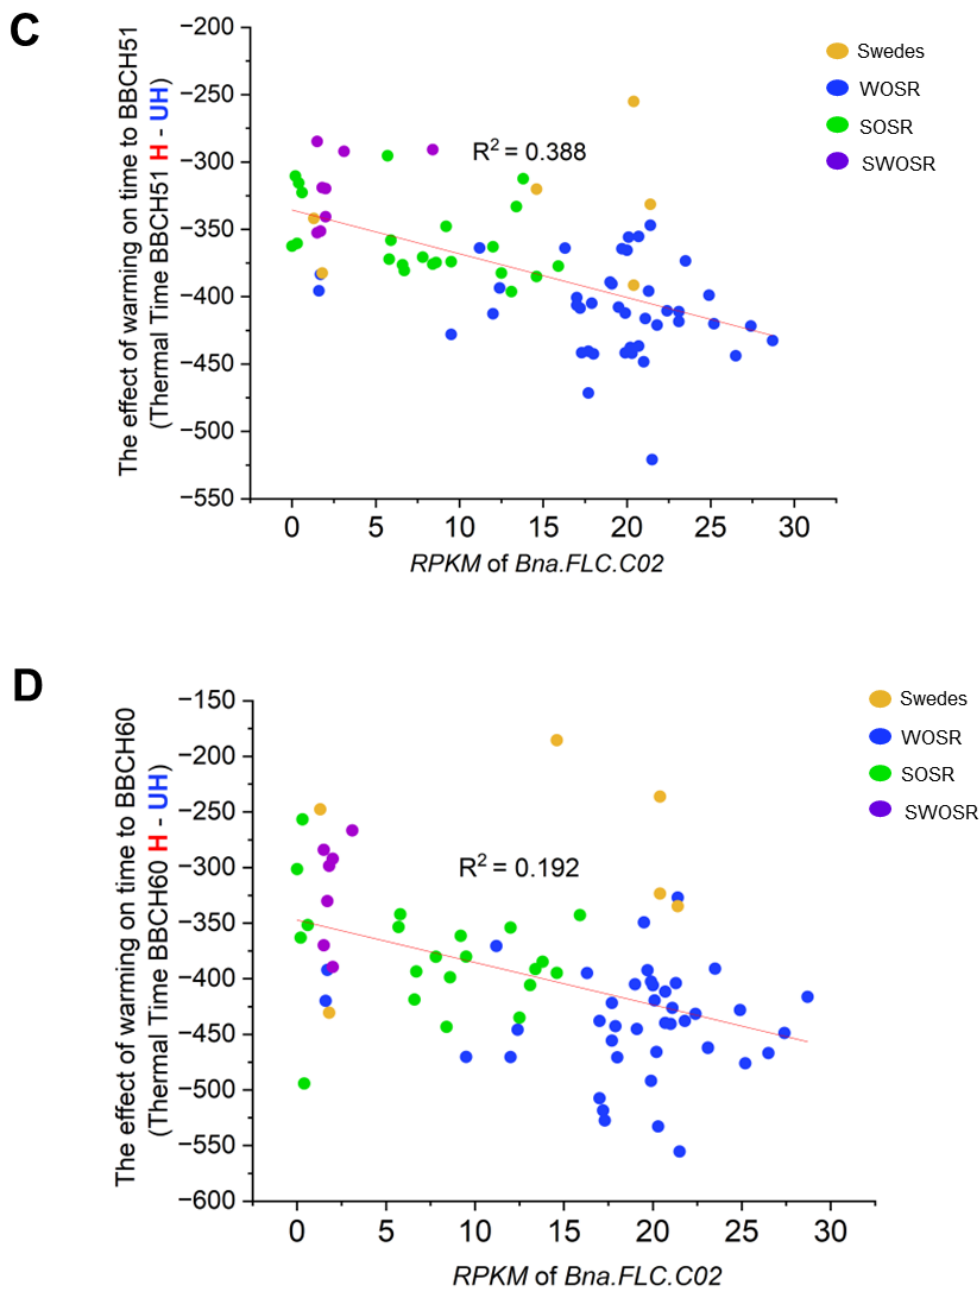 C
The effect of warming on time to BBCH51
(Thermal Time BBCH51 H - UH)
−200
−250
−300
−350
−400
−450
−500
−550
R² = 0.388
Swedes
WOSR
SOSR
SWOSR
0 5 10 15 20 25 30
RPKM of Bna.FLC.C02
D
The effect of warming on time to BBCH60
(Thermal Time BBCH60 H - UH)
−150
−200
−250
−300
−350
−400
−450
−500
−550
−600
R² = 0.192
Swedes
WOSR
SOSR
SWOSR
0 5 10 15 20 25 30
RPKM of Bna.FLC.C02